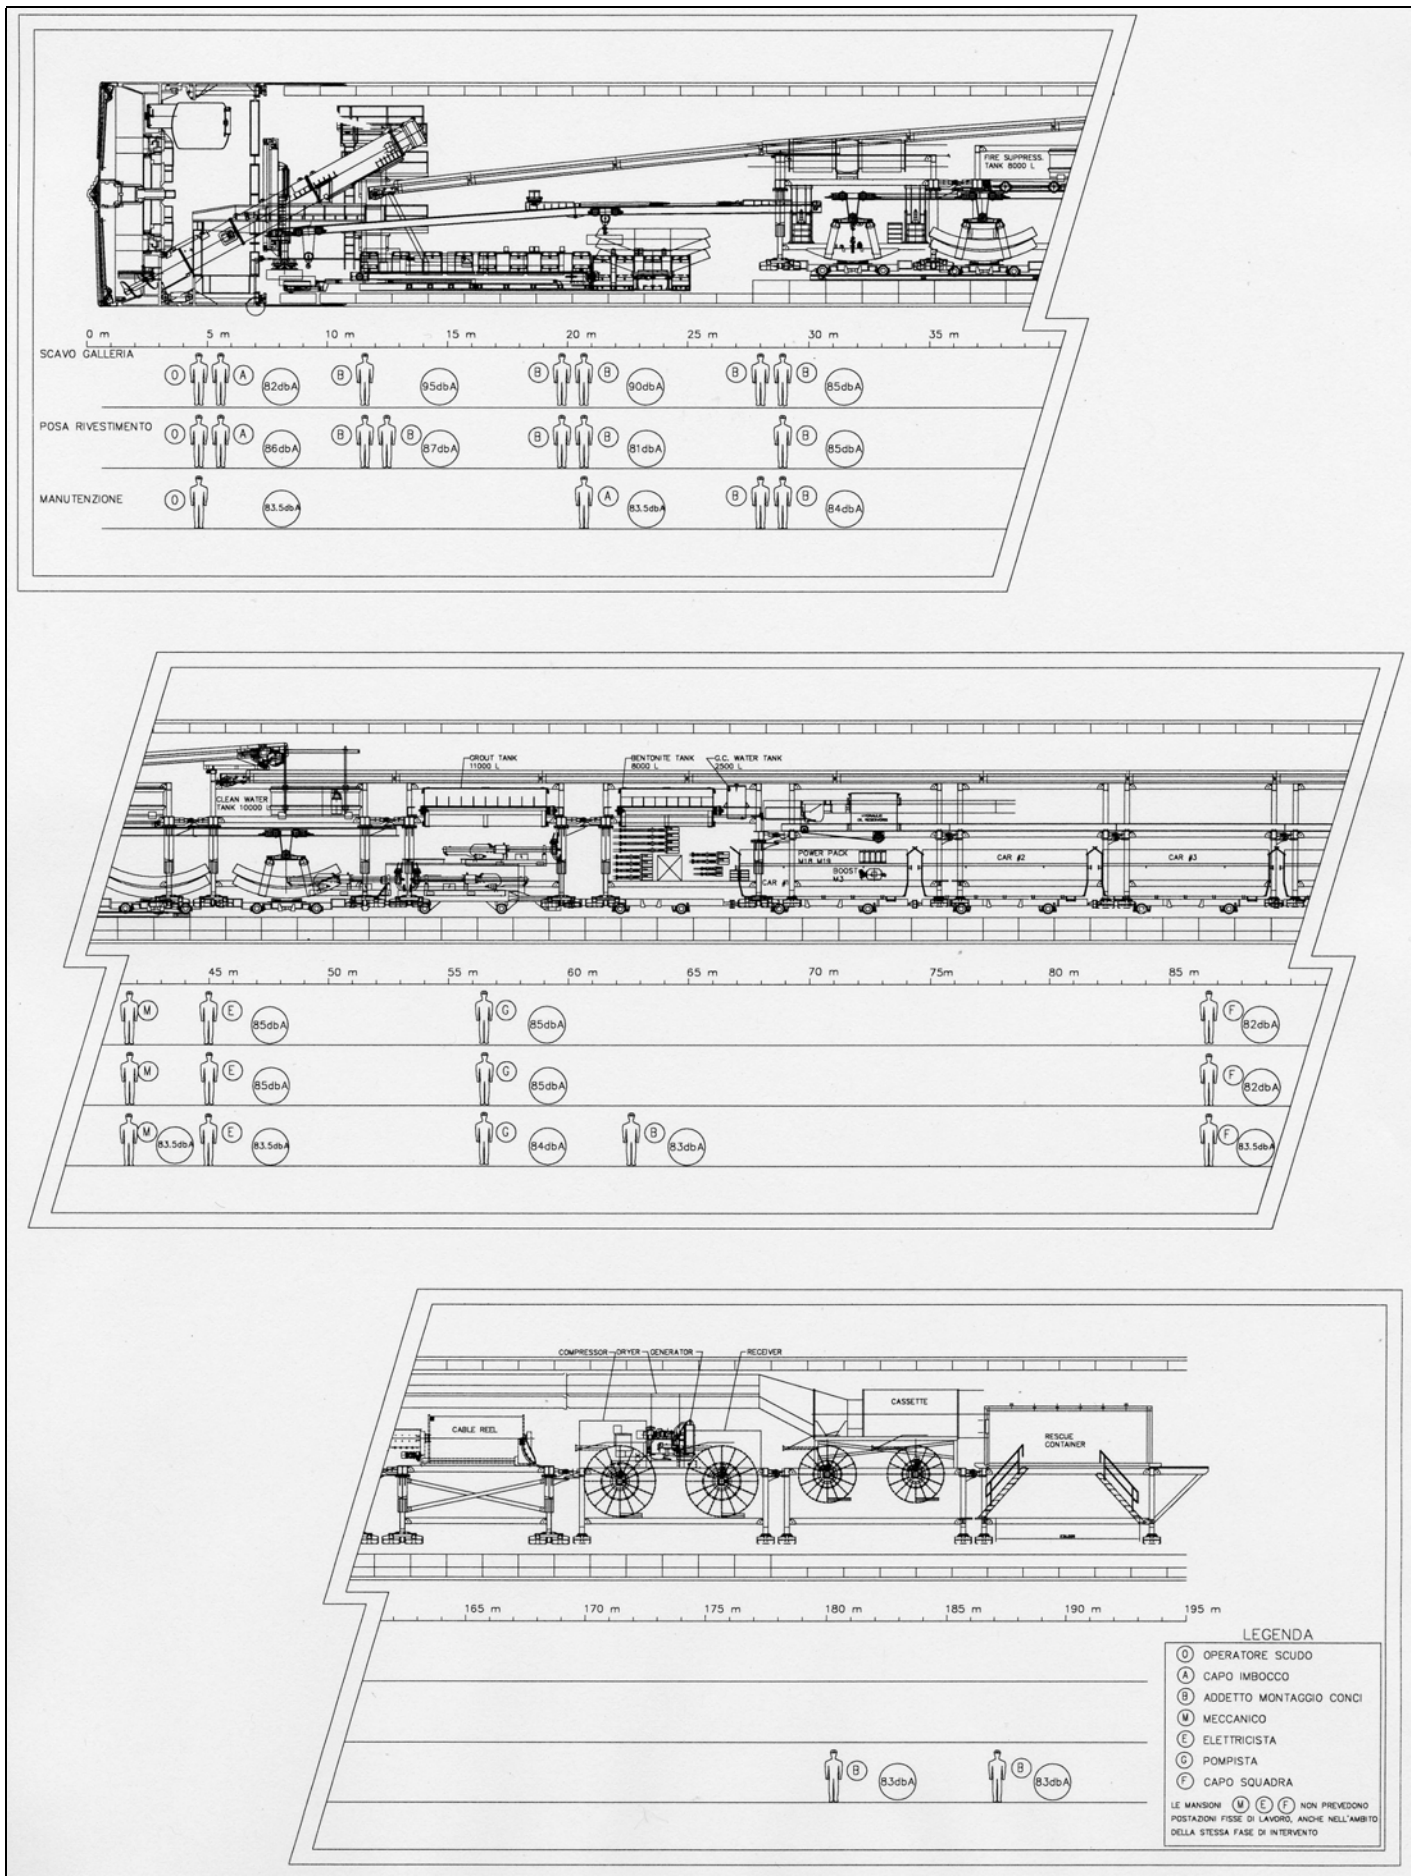 FIRE SUPPRESS.
TANK 8000 L
0 m 5 m 10 m 15 m 20 m 25 m 30 m 35 m
SCAVO GALLERIA
O A 82dbA B 95dbA B B 90dbA B B 85dbA
POSA RIVESTIMENTO
O A 86dbA B B 87dbA B B 81dbA B 85dbA
MANUTENZIONE
O 83.5dbA A 83.5dbA B B 84dbA
GROUT TANK
11000 L
BENTONITE TANK
8000 L
G.C. WATER TANK
2500 L
CLEAN WATER
TANK 10000 L
HYDRAULIC
OIL RESERVOIRS
POWER PACK
M18 M19
BOOST
M3
CAR #1
CAR #2
CAR #3
45 m 50 m 55 m 60 m 65 m 70 m 75m 80 m 85 m
M E 85dbA G 85dbA F 82dbA
M E 85dbA G 85dbA F 82dbA
M 83.5dbA E 83.5dbA G 84dbA B 83dbA F 83.5dbA
COMPRESSOR DRYER GENERATOR RECEIVER
CABLE REEL
CASSETTE
RESCUE
CONTAINER
165 m 170 m 175 m 180 m 185 m 190 m 195 m
B 83dbA B 83dbA
LEGENDA
O OPERATORE SCUDO
A CAPO IMBOCCO
B ADDETTO MONTAGGIO CONCI
M MECCANICO
E ELETTRICISTA
G POMPISTA
F CAPO SQUADRA
LE MANSIONI M E F NON PREVEDONO
POSTAZIONI FISSE DI LAVORO, ANCHE NELL'AMBITO
DELLA STESSA FASE DI INTERVENTO